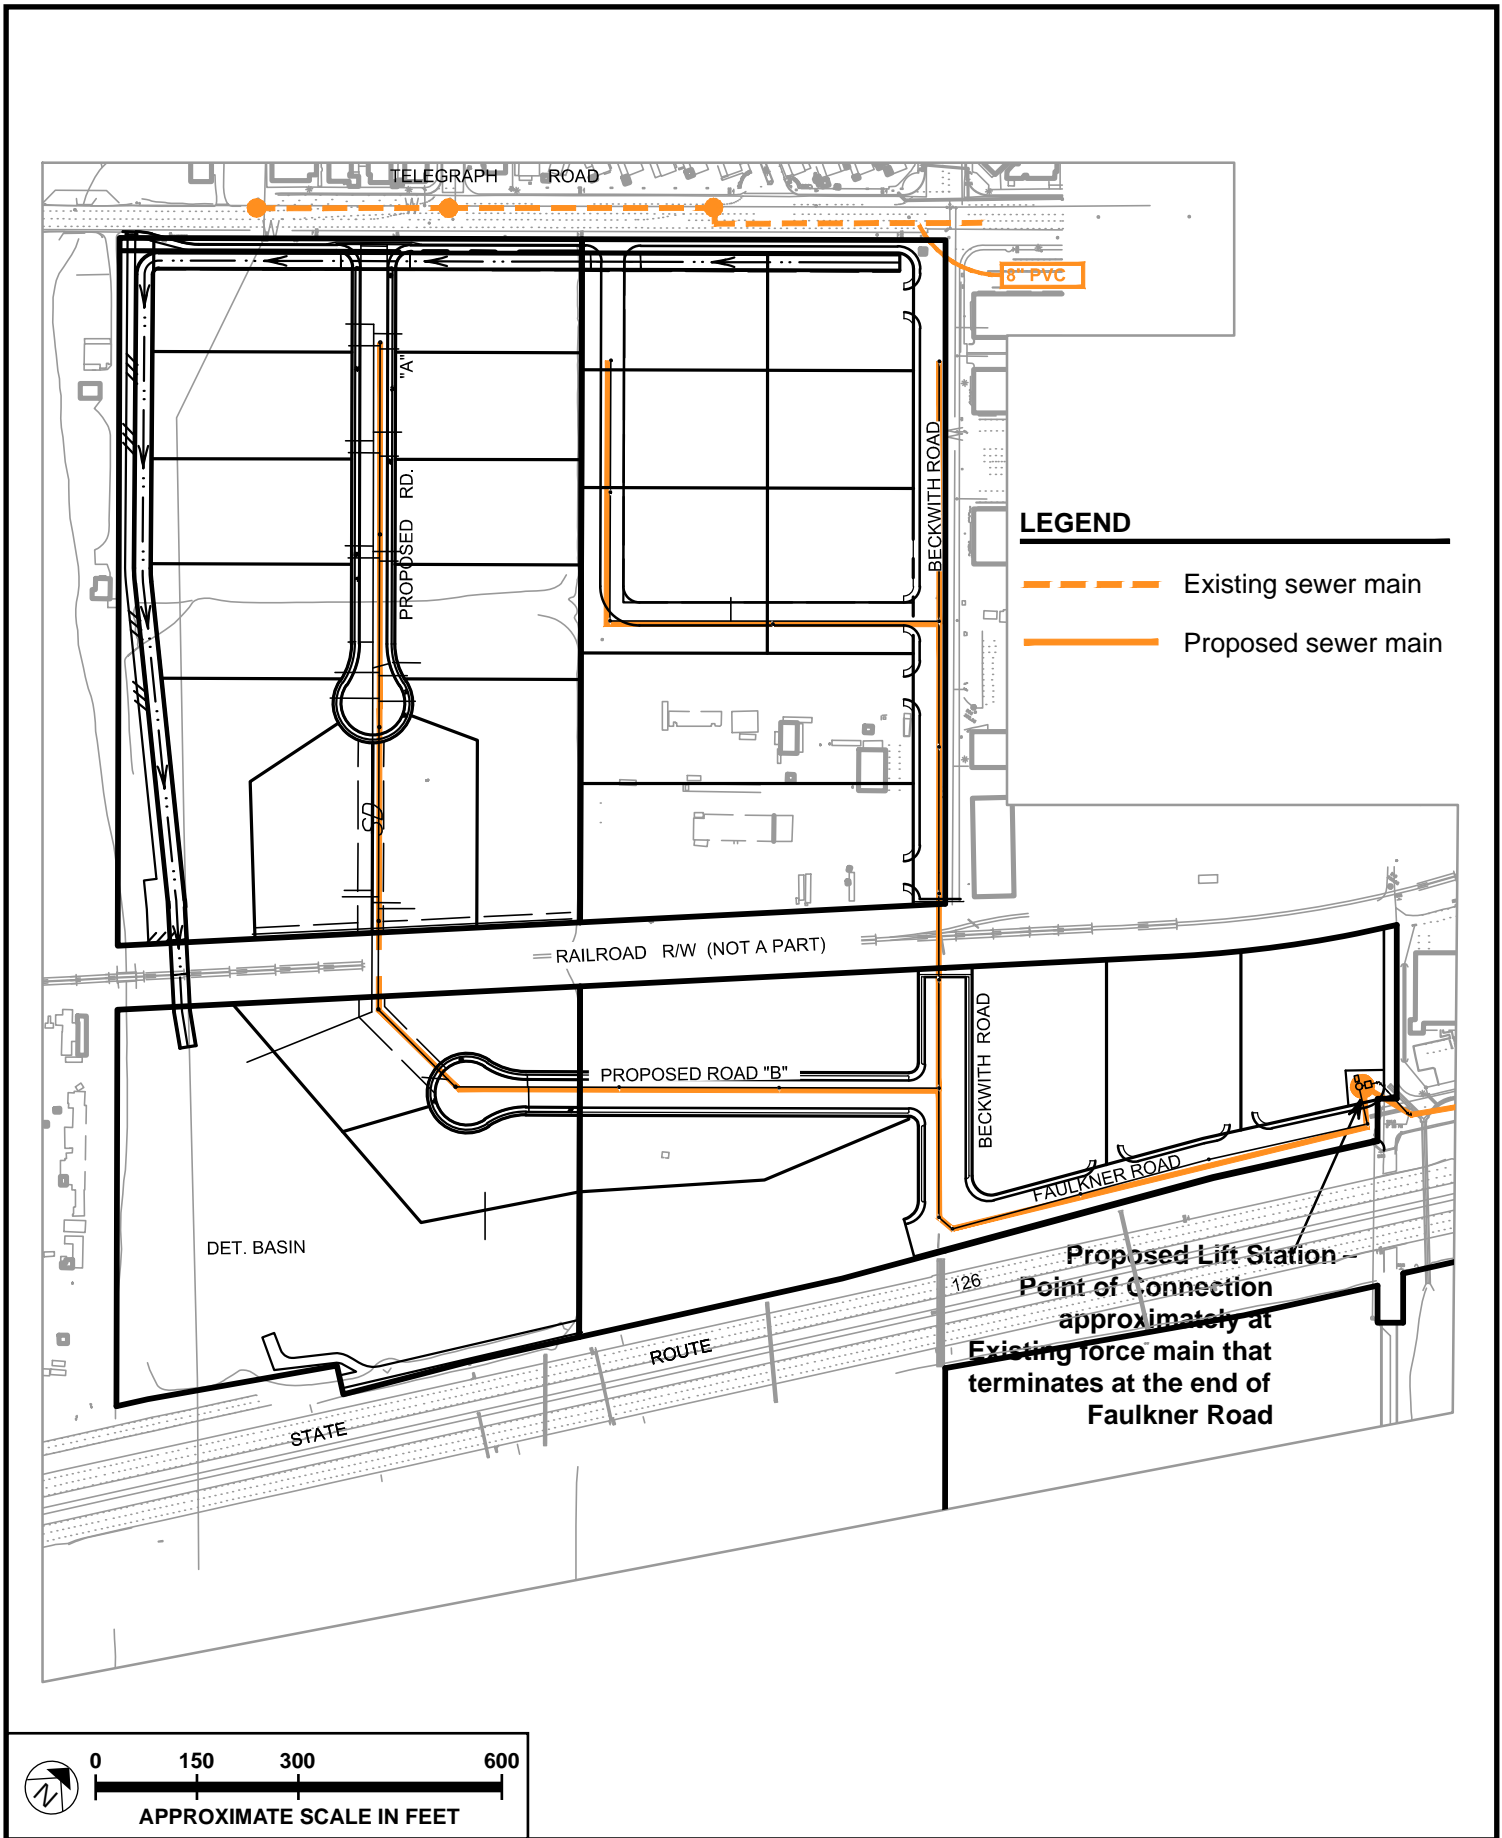 TELEGRAPH ROAD
8" PVC
"A"
PROPOSED RD.
BECKWITH ROAD
LEGEND
Existing sewer main
Proposed sewer main
SD
RAILROAD R/W (NOT A PART)
BECKWITH ROAD
PROPOSED ROAD "B"
FAULKNER ROAD
DET. BASIN
126
ROUTE
STATE
Proposed Lift Station –
Point of Connection
approximately at
Existing force main that
terminates at the end of
Faulkner Road
N
0 150 300 600
APPROXIMATE SCALE IN FEET